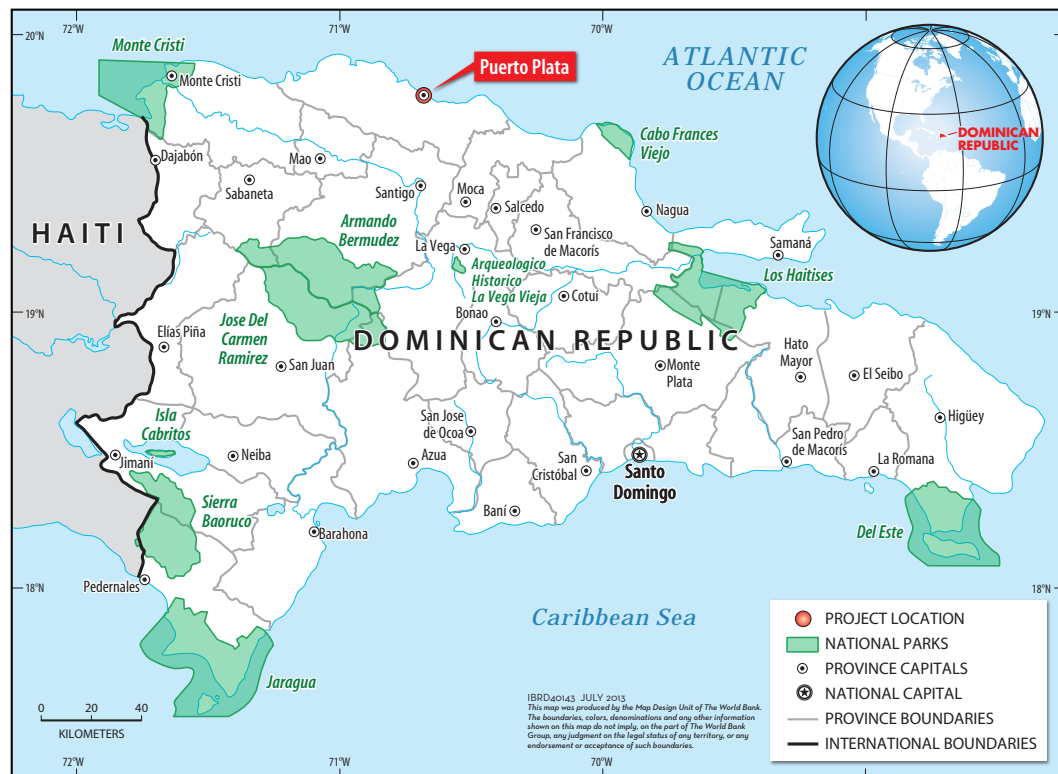 72°W
71°W
70°W
20°N
20°N
Monte Cristi
Monte Cristi
Puerto Plata
ATLANTIC
OCEAN
DOMINICAN
REPUBLIC
Cabo Frances
Viejo
Dajabón
Mao
Sabaneta
Santigo
Moca
Salcedo
Nagua
HAITI
Armando
Bermudez
La Vega
San Francisco
de Macorís
Samaná
Arqueologico
Historico
La Vega Vieja
Los Haitises
Cotuí
Bonao
19°N
19°N
Elías Piña
Jose Del
Carmen
Ramirez
DOMINICAN REPUBLIC
San Juan
Monte
Plata
Hato
Mayor
El Seibo
Isla
Cabritos
San Jose
de Ocoa
Higüey
Jimaní
Neiba
Azua
San
Cristóbal
Santo
Domingo
San Pedro
de Macorís
La Romana
Sierra
Baoruco
Baní
Barahona
Del Este
Pedernales
18°N
18°N
Caribbean Sea
Jaragua
PROJECT LOCATION
NATIONAL PARKS
PROVINCE CAPITALS
NATIONAL CAPITAL
PROVINCE BOUNDARIES
INTERNATIONAL BOUNDARIES
0 20 40
KILOMETERS
IBRD40143 JULY 2013
This map was produced by the Map Design Unit of The World Bank.
The boundaries, colors, denominations and any other information
shown on this map do not imply, on the part of The World Bank
Group, any judgment on the legal status of any territory, or any
endorsement or acceptance of such boundaries.
72°W
71°W
70°W